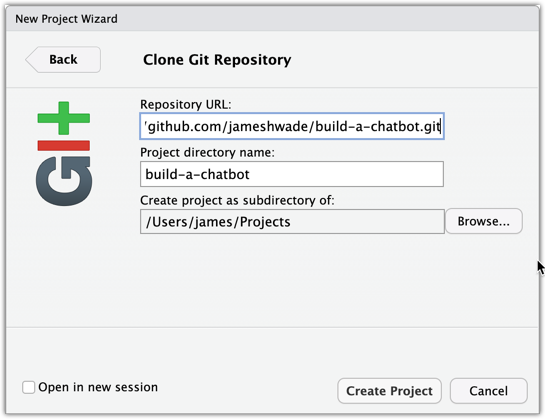 New Project Wizard
Back
Clone Git Repository
git
Repository URL:
'github.com/jameshwade/build-a-chatbot.git
Project directory name:
build-a-chatbot
Create project as subdirectory of:
/Users/james/Projects
Browse...
Open in new session
Create Project
Cancel